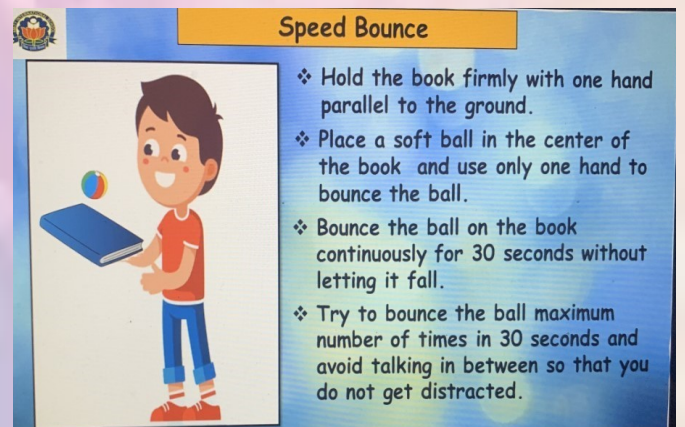 Speed Bounce
❖ Hold the book firmly with one hand
parallel to the ground.
❖ Place a soft ball in the center of
the book and use only one hand to
bounce the ball.
❖ Bounce the ball on the book
continuously for 30 seconds without
letting it fall.
❖ Try to bounce the ball maximum
number of times in 30 seconds and
avoid talking in between so that you
do not get distracted.